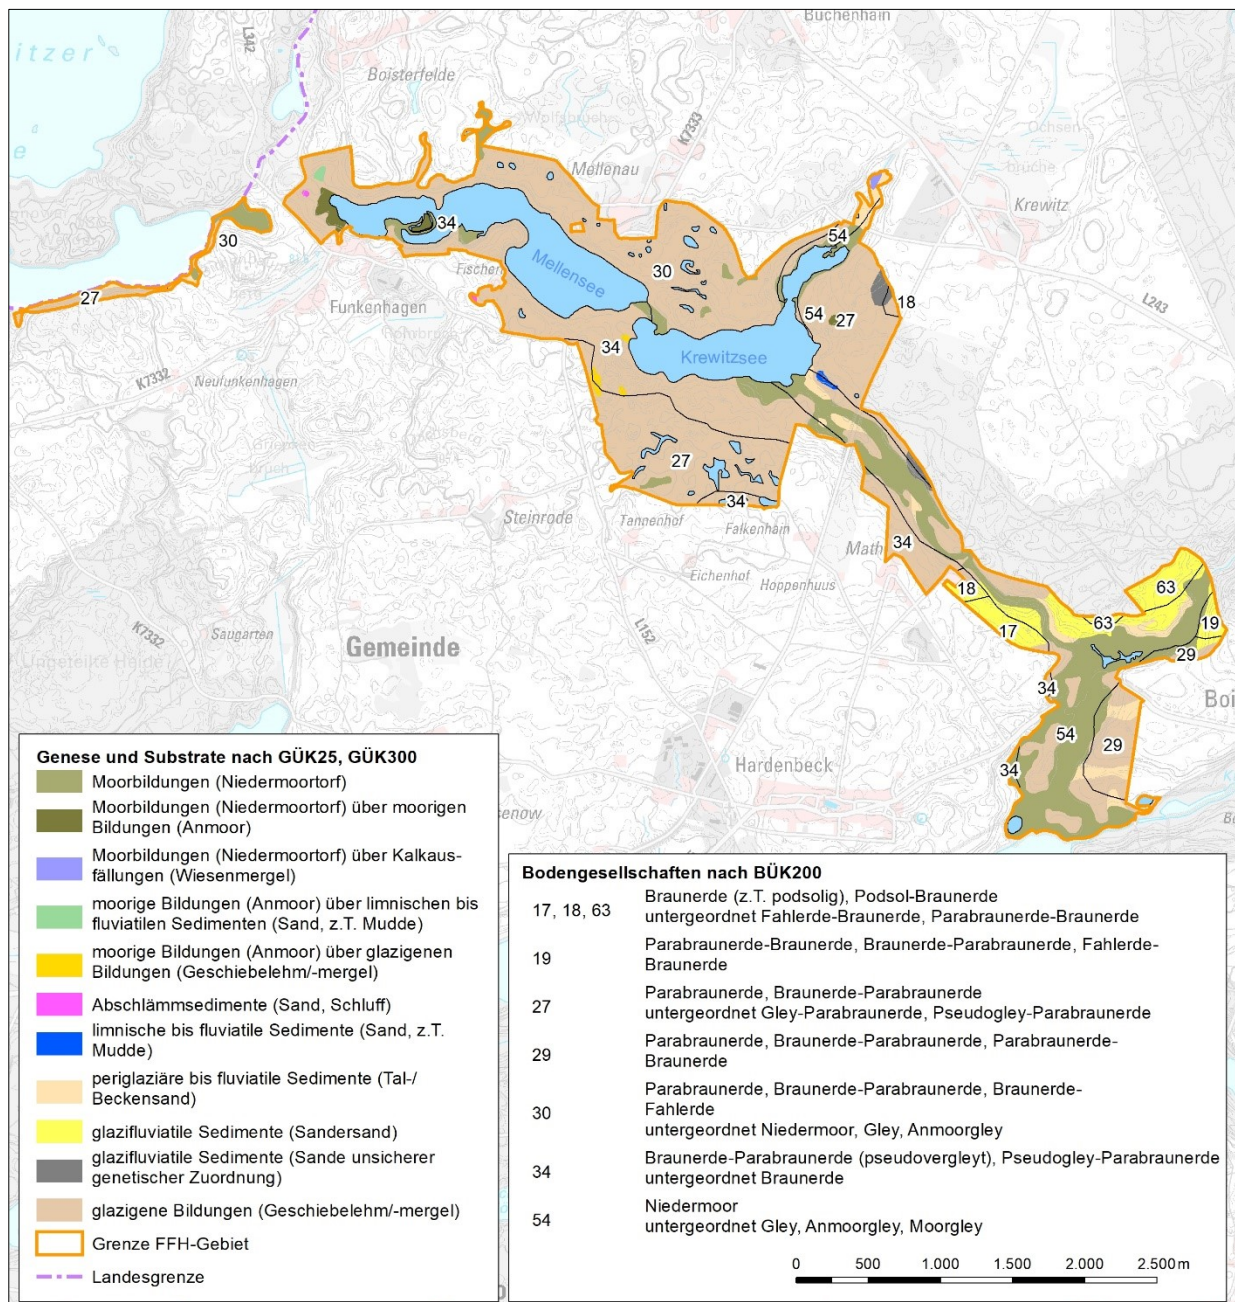 Buchenhain
itzer
L342
Boisterfelde
K7333
Wolfsbruch
Ochsen-
brüche
Mellenau
Krewitz
34
54
30
30
Mellensee
Fischerh
54
27
18
L243
27
Funkenhagen
34
Krewitzsee
K7332
Neufunkenhagen
bruch
27
Steinrode
34
Tannenhof
Falkenhain
Math
34
Eichenhof
Hoppenhuus
18
63
17
63
19
29
K7332
Saugarten
Ungeteilte Heide
Gemeinde
L152
34
Boi
54
29
Hardenbeck
34
senow
Genese und Substrate nach GÜK25, GÜK300
Moorbildungen (Niedermoortorf)
Moorbildungen (Niedermoortorf) über moorigen
Bildungen (Anmoor)
Moorbildungen (Niedermoortorf) über Kalkaus-
fällungen (Wiesenmergel)
moorige Bildungen (Anmoor) über limnischen bis
fluviatilen Sedimenten (Sand, z.T. Mudde)
moorige Bildungen (Anmoor) über glazigenen
Bildungen (Geschiebelehm/-mergel)
Abschlämmsedimente (Sand, Schluff)
limnische bis fluviatile Sedimente (Sand, z.T.
Mudde)
periglaziäre bis fluviatile Sedimente (Tal-/
Beckensand)
glazifluviatile Sedimente (Sandersand)
glazifluviatile Sedimente (Sande unsicherer
genetischer Zuordnung)
glazigene Bildungen (Geschiebelehm/-mergel)
Grenze FFH-Gebiet
Landesgrenze
Bodengesellschaften nach BÜK200
17, 18, 63 Braunerde (z.T. podsolig), Podsol-Braunerde
untergeordnet Fahlerde-Braunerde, Parabraunerde-Braunerde
19 Parabraunerde-Braunerde, Braunerde-Parabraunerde, Fahlerde-
Braunerde
27 Parabraunerde, Braunerde-Parabraunerde
untergeordnet Gley-Parabraunerde, Pseudogley-Parabraunerde
29 Parabraunerde, Braunerde-Parabraunerde, Parabraunerde-
Braunerde
30 Parabraunerde, Braunerde-Parabraunerde, Braunerde-
Fahlerde
untergeordnet Niedermoor, Gley, Anmoorgley
34 Braunerde-Parabraunerde (pseudovergleyt), Pseudogley-Parabraunerde
untergeordnet Braunerde
54 Niedermoor
untergeordnet Gley, Anmoorgley, Moorgley
0 500 1.000 1.500 2.000 2.500 m